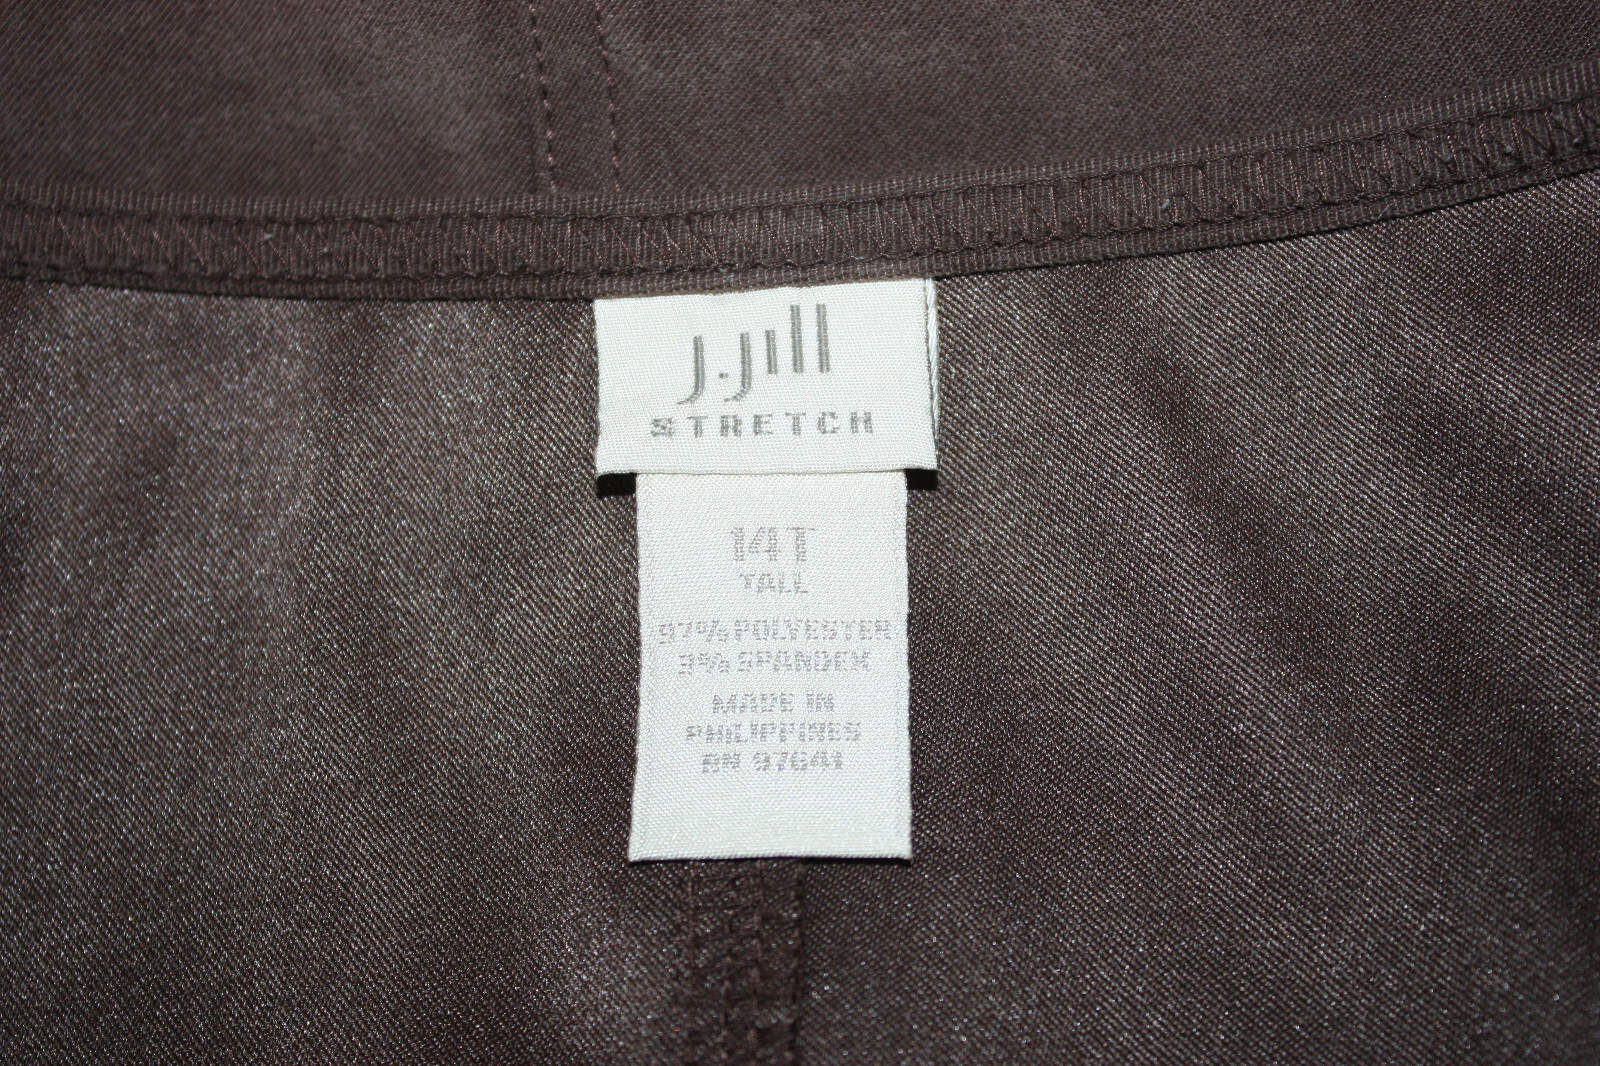 J.Jill
STRETCH
14T
TALL
97% POLYESTER
3% SPANDEX
MADE IN
PHILIPPINES
RN 97641